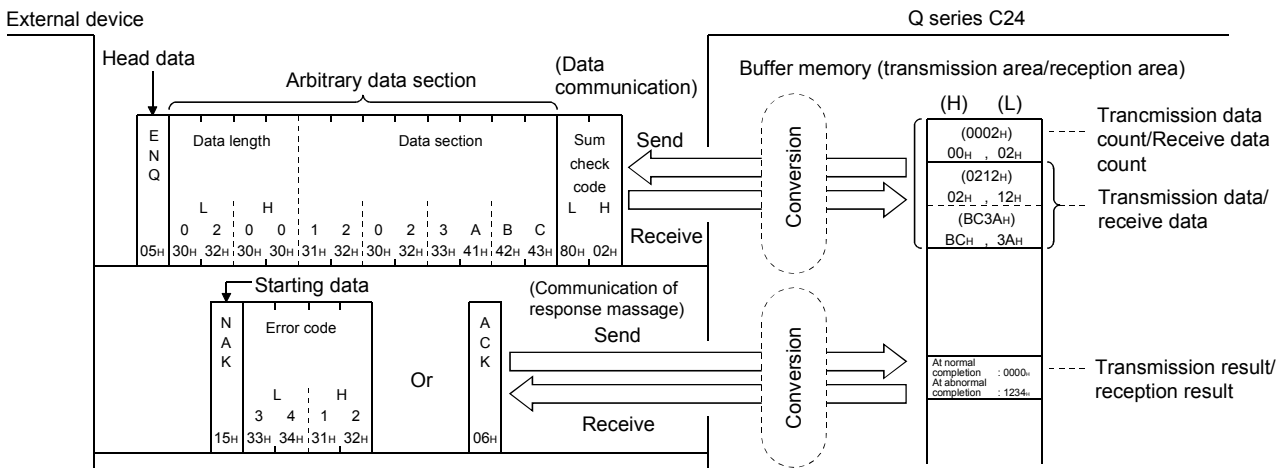 External device
Q series C24
Head data
Arbitrary data section
(Data communication)
Buffer memory (transmission area/reception area)
ENQ
Data length
Data section
Sum check code
L H
L H
0 2 0 0 1 2 0 2 3 A B C
05H 30H 32H 30H 30H 31H 32H 30H 32H 33H 41H 42H 43H 80H 02H
Send
Receive
Conversion
(H) (L)
(0002H)
00H , 02H
(0212H)
02H , 12H
(BC3AH)
BCH , 3AH
Trancmission data
count/Receive data
count
Transmission data/
receive data
Starting data
(Communication of
response massage)
NAK
Error code
L H
3 4 1 2
15H 33H 34H 31H 32H
Or
ACK
06H
Send
Receive
Conversion
At normal
completion : 0000H
At abnormal
completion : 1234H
Transmission result/
reception result